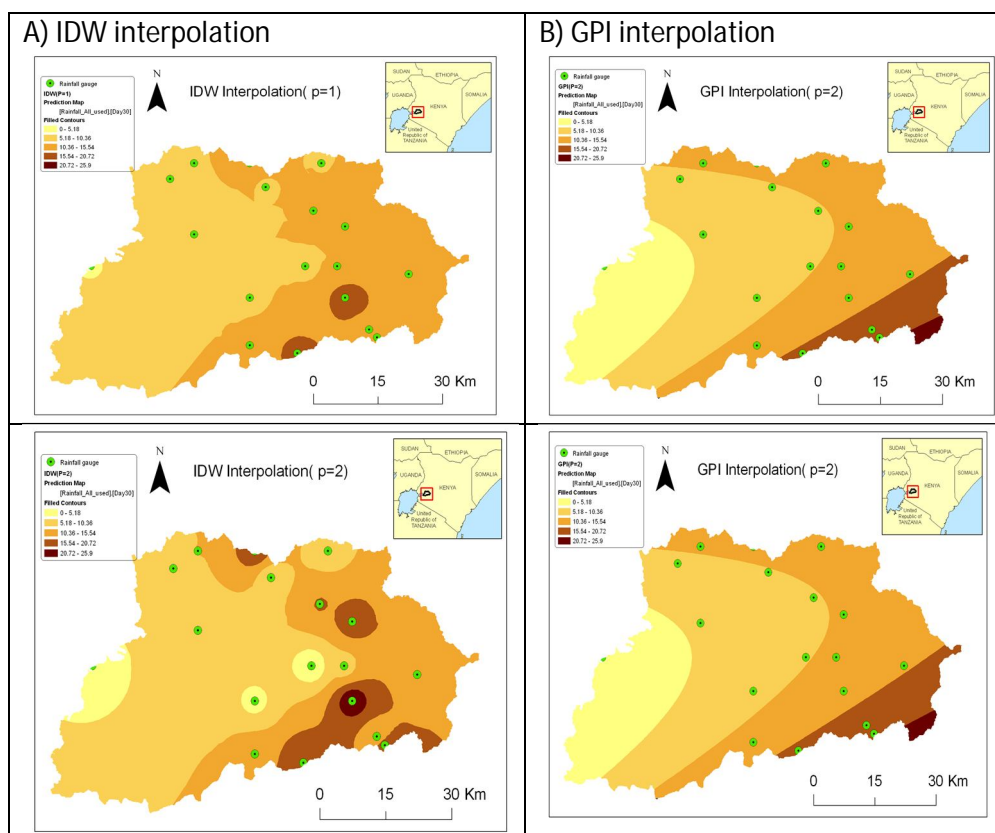 A) IDW interpolation
B) GPI interpolation
Rainfall gauge
IDW(P=1)
Prediction Map
[Rainfall_All_used].[Day30]
Filled Contours
0 - 5.18
5.18 - 10.36
10.36 - 15.54
15.54 - 20.72
20.72 - 25.9
N
IDW Interpolation( p=1)
SUDAN
ETHIOPIA
UGANDA
KENYA
SOMALIA
United
Republic of
TANZANIA
0 15 30 Km
Rainfall gauge
GPI(P=2)
Prediction Map
[Rainfall_All_used].[Day30]
Filled Contours
0 - 5.18
5.18 - 10.36
10.36 - 15.54
15.54 - 20.72
20.72 - 25.9
N
GPI Interpolation( p=2)
SUDAN
ETHIOPIA
UGANDA
KENYA
SOMALIA
United
Republic of
TANZANIA
0 15 30 Km
Rainfall gauge
IDW(P=2)
Prediction Map
[Rainfall_All_used].[Day30]
Filled Contours
0 - 5.18
5.18 - 10.36
10.36 - 15.54
15.54 - 20.72
20.72 - 25.9
N
IDW Interpolation( p=2)
SUDAN
ETHIOPIA
UGANDA
KENYA
SOMALIA
United
Republic of
TANZANIA
0 15 30 Km
Rainfall gauge
GPI(P=2)
Prediction Map
[Rainfall_All_used].[Day30]
Filled Contours
0 - 5.18
5.18 - 10.36
10.36 - 15.54
15.54 - 20.72
20.72 - 25.9
N
GPI Interpolation( p=2)
SUDAN
ETHIOPIA
UGANDA
KENYA
SOMALIA
United
Republic of
TANZANIA
0 15 30 Km